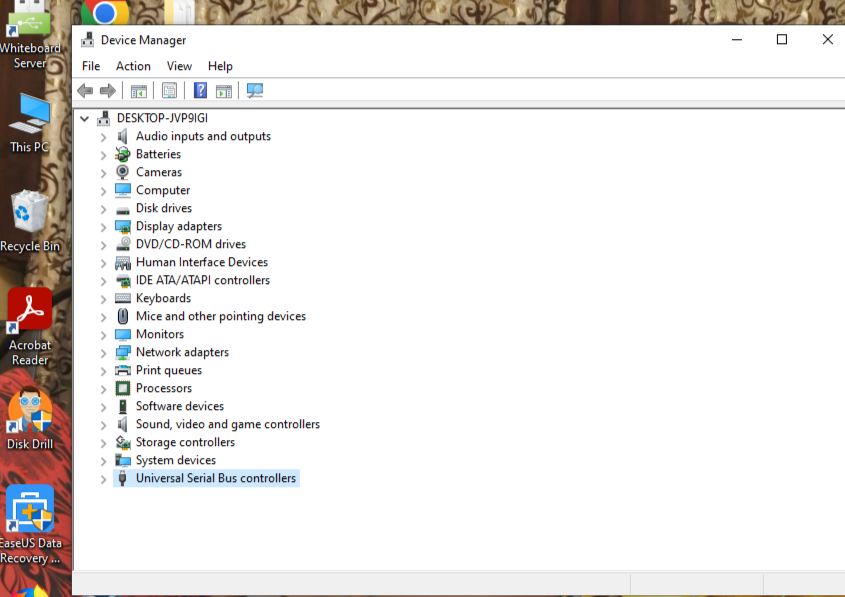 Whiteboard
Server
This PC
Recycle Bin
Acrobat
Reader
Disk Drill
EaseUS Data
Recovery ...
Device Manager
File Action View Help
DESKTOP-JVP9IGI
Audio inputs and outputs
Batteries
Cameras
Computer
Disk drives
Display adapters
DVD/CD-ROM drives
Human Interface Devices
IDE ATA/ATAPI controllers
Keyboards
Mice and other pointing devices
Monitors
Network adapters
Print queues
Processors
Software devices
Sound, video and game controllers
Storage controllers
System devices
Universal Serial Bus controllers